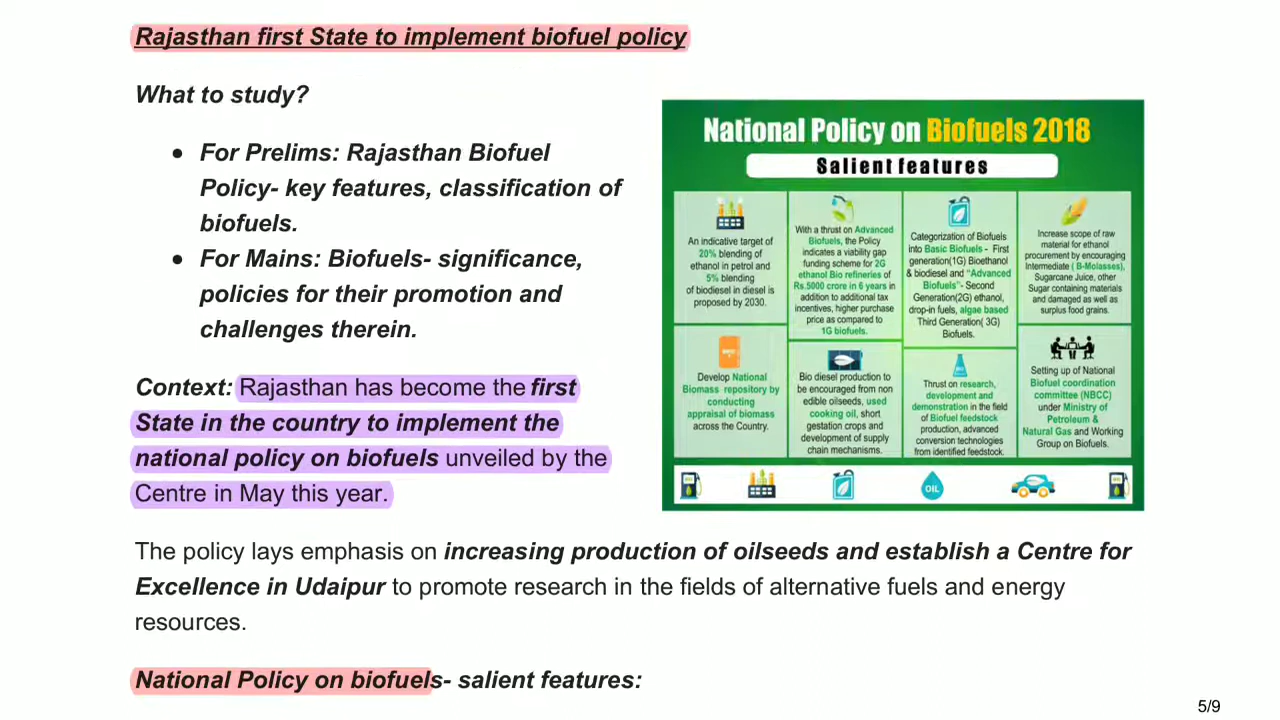 Rajasthan first State to implement biofuel policy
What to study?
● For Prelims: Rajasthan Biofuel
Policy- key features, classification of
biofuels.
● For Mains: Biofuels- significance,
policies for their promotion and
challenges therein.
Context: Rajasthan has become the first
State in the country to implement the
national policy on biofuels unveiled by the
Centre in May this year.
National Policy on Biofuels 2018
Salient features
An indicative target of
20% blending of
ethanol in petrol and
5% blending
of biodiesel in diesel is
proposed by 2030.
With a thrust on Advanced
Biofuels, the Policy
indicates a viability gap
funding scheme for 2G
ethanol Bio refineries of
Rs.5000 crore in 6 years in
addition to additional tax
incentives, higher purchase
price as compared to
1G biofuels.
Categorization of Biofuels
into Basic Biofuels - First
generation(1G) Bioethanol
& biodiesel and "Advanced
Biofuels"- Second
Generation(2G) ethanol,
drop-in fuels, algae based
Third Generation( 3G)
Biofuels.
Increase scope of raw
material for ethanol
procurement by encouraging
Intermediate ( B-Molasses),
Sugarcane Juice, other
Sugar containing materials
and damaged as well as
surplus food grains.
Develop National
Biomass repository by
conducting
appraisal of biomass
across the Country.
Bio diesel production to
be encouraged from non
edible oilseeds, used
cooking oil, short
gestation crops and
development of supply
chain mechanisms.
Thrust on research,
development and
demonstration in the field
of Biofuel feedstock
production, advanced
conversion technologies
from identified feedstock.
Setting up of National
Biofuel coordination
committee (NBCC)
under Ministry of
Petroleum &
Natural Gas and Working
Group on Biofuels.
OIL
The policy lays emphasis on increasing production of oilseeds and establish a Centre for
Excellence in Udaipur to promote research in the fields of alternative fuels and energy
resources.
National Policy on biofuels- salient features:
5/9